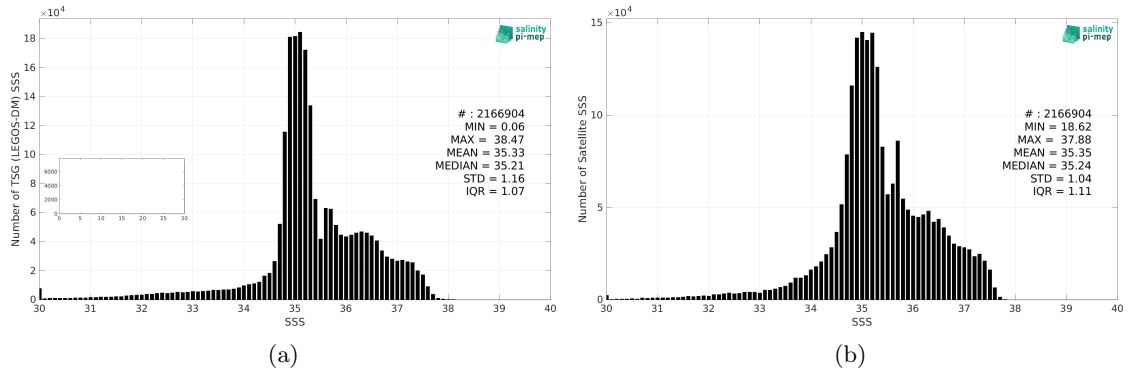 ×10⁴
18
16
14
12
10
8
6
4
2
0
Number of TSG (LEGOS-DM) SSS
salinity
pi-mep
# : 2166904
MIN = 0.06
MAX = 38.47
MEAN = 35.33
MEDIAN = 35.21
STD = 1.16
IQR = 1.07
6000
4000
2000
0
0 5 10 15 20 25 30
30 31 32 33 34 35 36 37 38 39 40
SSS
(a)
×10⁴
15
10
5
0
Number of Satellite SSS
salinity
pi-mep
# : 2166904
MIN = 18.62
MAX = 37.88
MEAN = 35.35
MEDIAN = 35.24
STD = 1.04
IQR = 1.11
30 31 32 33 34 35 36 37 38 39 40
SSS
(b)